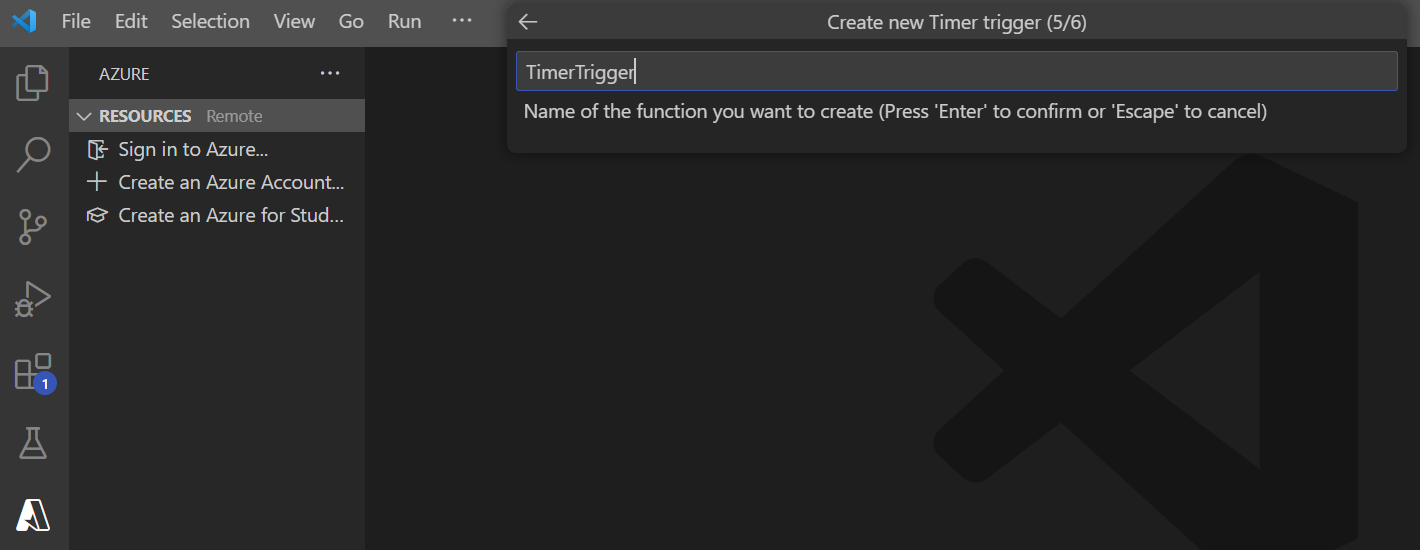 File Edit Selection View Go Run ...
Create new Timer trigger (5/6)
TimerTrigger
Name of the function you want to create (Press 'Enter' to confirm or 'Escape' to cancel)
AZURE ...
RESOURCES Remote
Sign in to Azure...
Create an Azure Account...
Create an Azure for Stud...
1